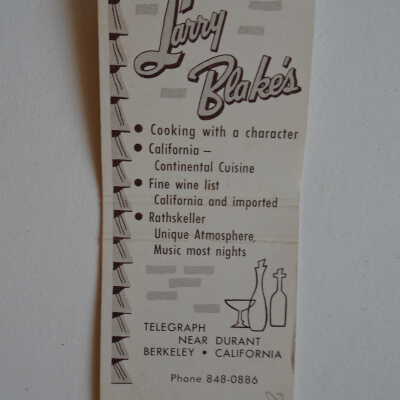 Larry
Blake's
• Cooking with a character
• California –
Continental Cuisine
• Fine wine list
California and imported
• Rathskeller
Unique Atmosphere,
Music most nights
TELEGRAPH
NEAR DURANT
BERKELEY • CALIFORNIA
Phone 848-0886